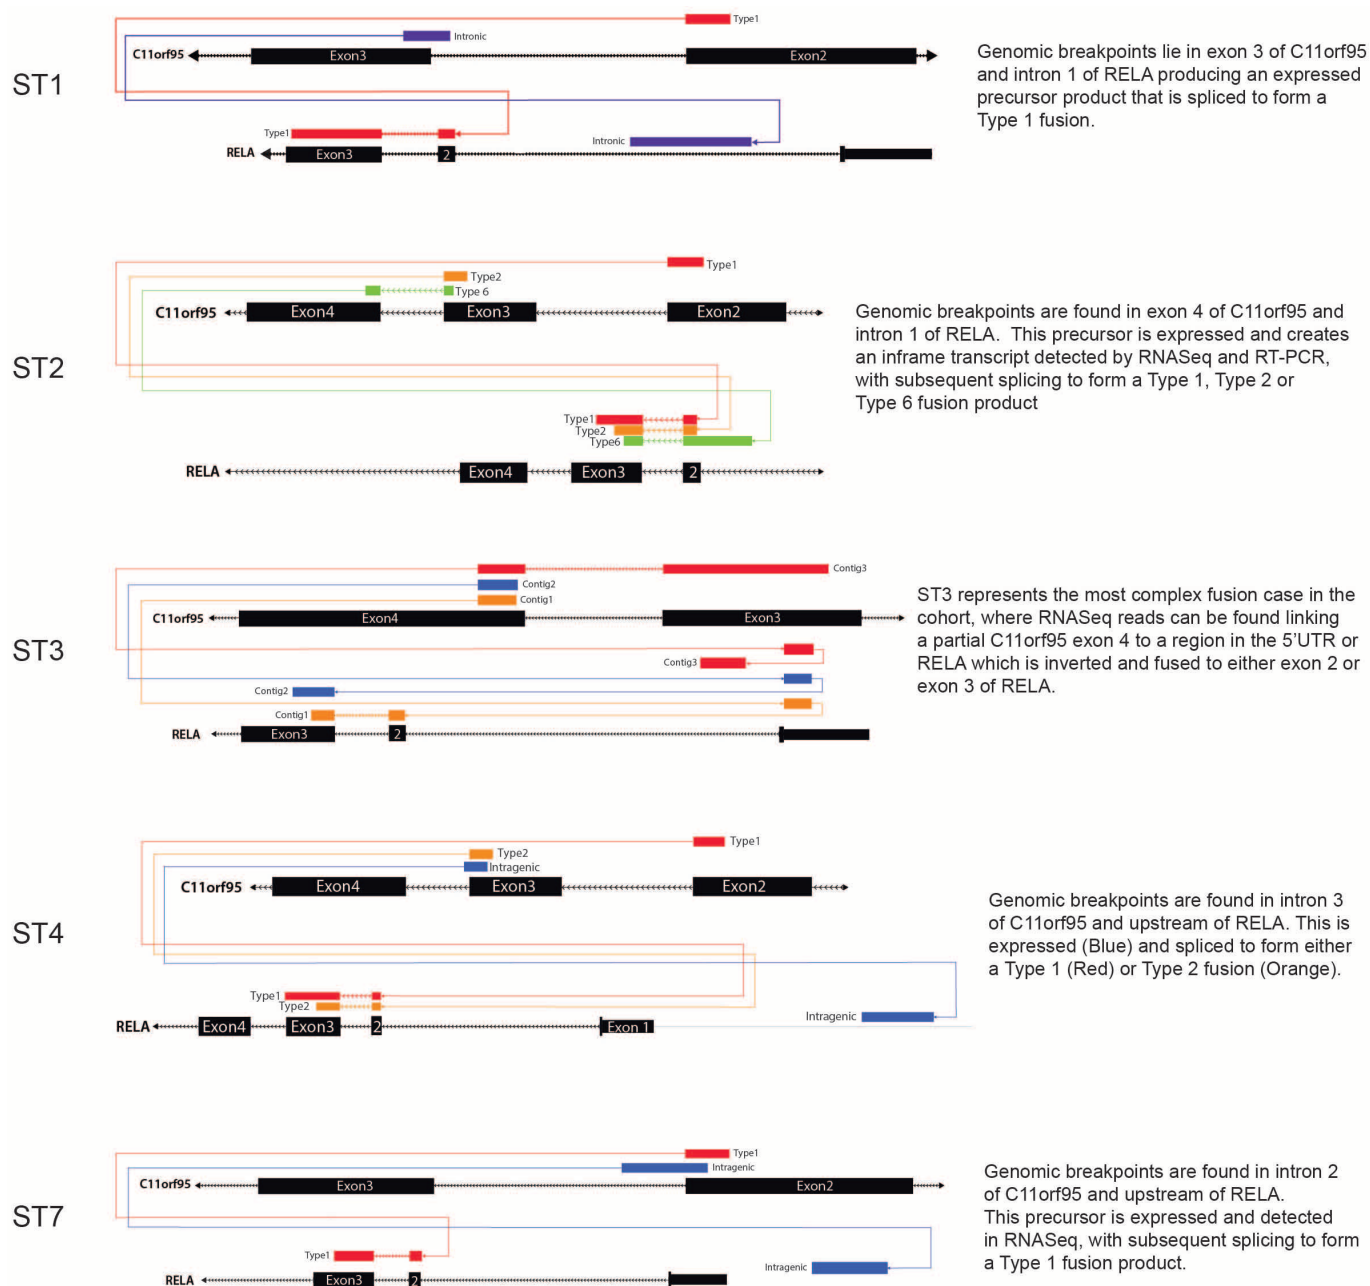 ST1
Type1
Intronic
C11orf95
Exon3
Exon2
Type1
Intronic
RELA
Exon3
2
Genomic breakpoints lie in exon 3 of C11orf95
and intron 1 of RELA producing an expressed
precursor product that is spliced to form a
Type 1 fusion.
ST2
Type1
Type2
Type 6
C11orf95
Exon4
Exon3
Exon2
Type1
Type2
Type6
RELA
Exon4
Exon3
2
Genomic breakpoints are found in exon 4 of C11orf95 and
intron 1 of RELA. This precursor is expressed and creates
an inframe transcript detected by RNASeq and RT-PCR,
with subsequent splicing to form a Type 1, Type 2 or
Type 6 fusion product
ST3
Contig3
Contig2
Contig1
C11orf95
Exon4
Exon3
Contig3
Contig2
Contig1
RELA
Exon3
2
ST3 represents the most complex fusion case in the
cohort, where RNASeq reads can be found linking
a partial C11orf95 exon 4 to a region in the 5'UTR or
RELA which is inverted and fused to either exon 2 or
exon 3 of RELA.
ST4
Type1
Type2
Intragenic
C11orf95
Exon4
Exon3
Exon2
Type1
Type2
Intragenic
RELA
Exon4
Exon3
2
Exon 1
Genomic breakpoints are found in intron 3
of C11orf95 and upstream of RELA. This is
expressed (Blue) and spliced to form either
a Type 1 (Red) or Type 2 fusion (Orange).
ST7
Type1
Intragenic
C11orf95
Exon3
Exon2
Type1
Intragenic
RELA
Exon3
2
Genomic breakpoints are found in intron 2
of C11orf95 and upstream of RELA.
This precursor is expressed and detected
in RNASeq, with subsequent splicing to form
a Type 1 fusion product.